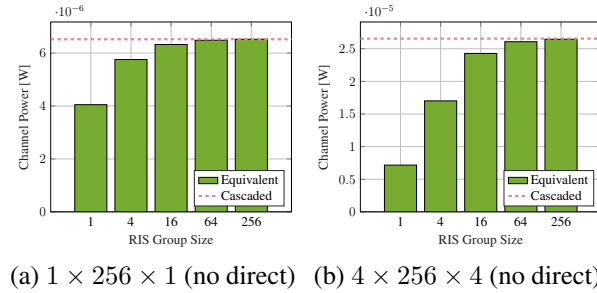 ·10⁻⁶
Channel Power [W]
6
4
2
0
1 4 16 64 256
RIS Group Size
Equivalent
Cascaded
(a) 1 × 256 × 1 (no direct)
·10⁻⁵
Channel Power [W]
2.5
2
1.5
1
0.5
0
1 4 16 64 256
RIS Group Size
Equivalent
Cascaded
(b) 4 × 256 × 4 (no direct